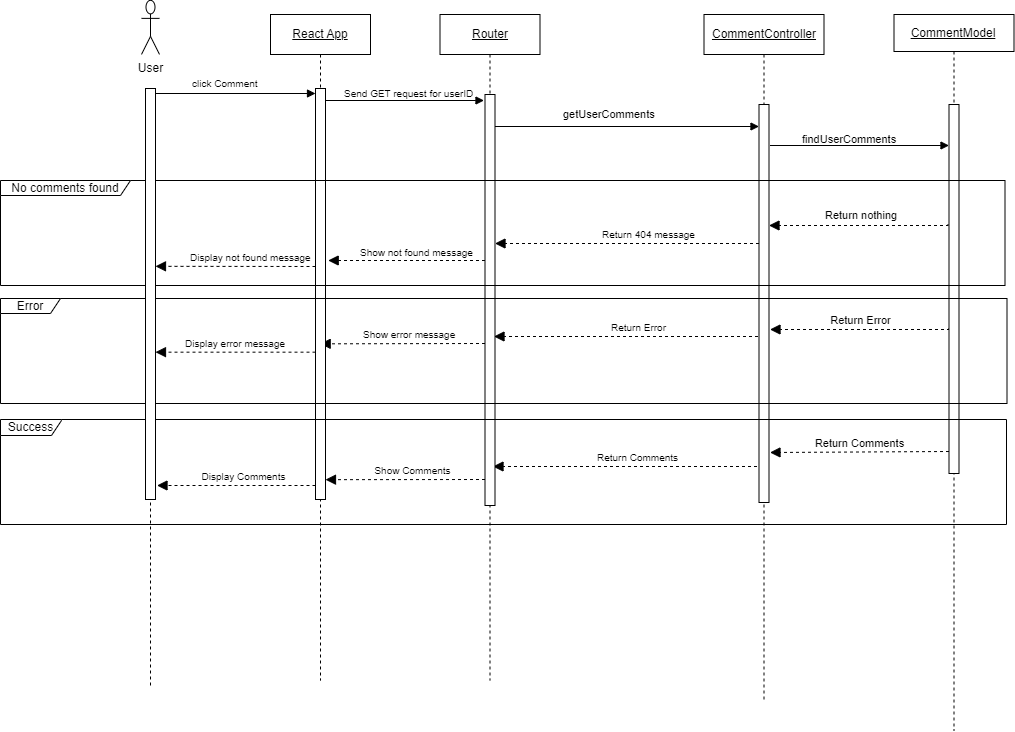 User
React App
Router
CommentController
CommentModel
click Comment
Send GET request for userID
getUserComments
findUserComments
No comments found
Return nothing
Return 404 message
Show not found message
Display not found message
Error
Return Error
Return Error
Show error message
Display error message
Success
Return Comments
Return Comments
Show Comments
Display Comments